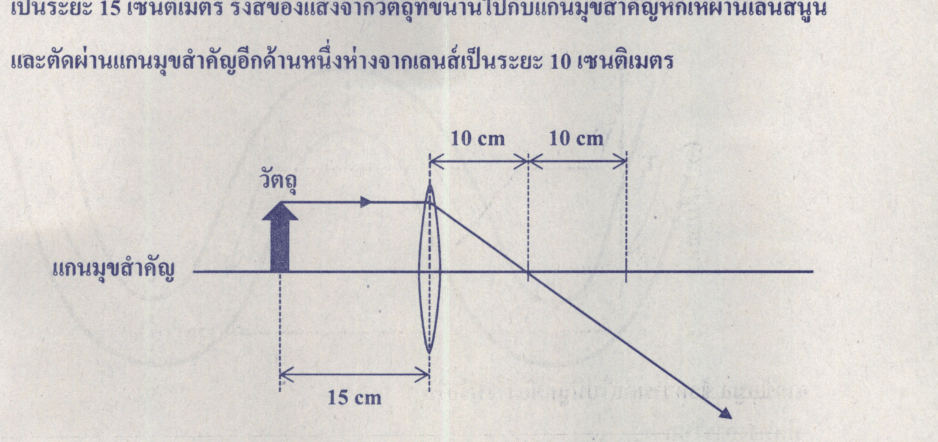 เป็นระยะ 15 เซนติเมตร รังสีของแสงจากวัตถุที่ขนานไปกับแกนมุขสำคัญหักเหผ่านเลนส์นูน
และตัดผ่านแกนมุขสำคัญอีกด้านหนึ่งห่างจากเลนส์เป็นระยะ 10 เซนติเมตร
10 cm 10 cm
วัตถุ
แกนมุขสำคัญ
15 cm